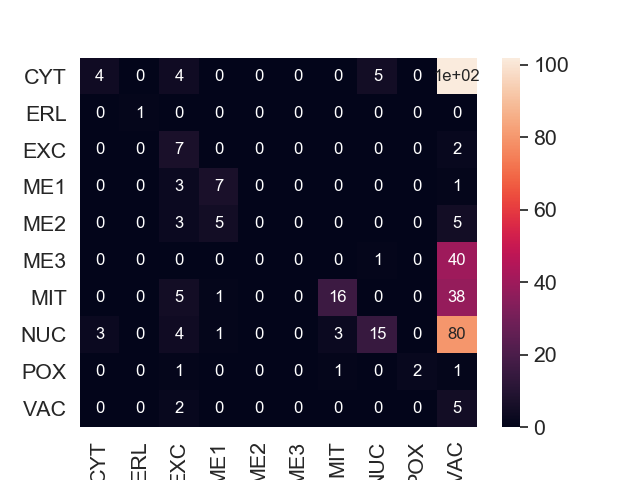 CYT 4 0 4 0 0 0 0 5 0 1e+02
ERL 0 1 0 0 0 0 0 0 0 0
EXC 0 0 7 0 0 0 0 0 0 2
ME1 0 0 3 7 0 0 0 0 0 1
ME2 0 0 3 5 0 0 0 0 0 5
ME3 0 0 0 0 0 0 0 1 0 40
MIT 0 0 5 1 0 0 16 0 0 38
NUC 3 0 4 1 0 0 3 15 0 80
POX 0 0 1 0 0 0 1 0 2 1
VAC 0 0 2 0 0 0 0 0 0 5
CYT ERL EXC ME1 ME2 ME3 MIT NUC POX VAC
100
80
60
40
20
0